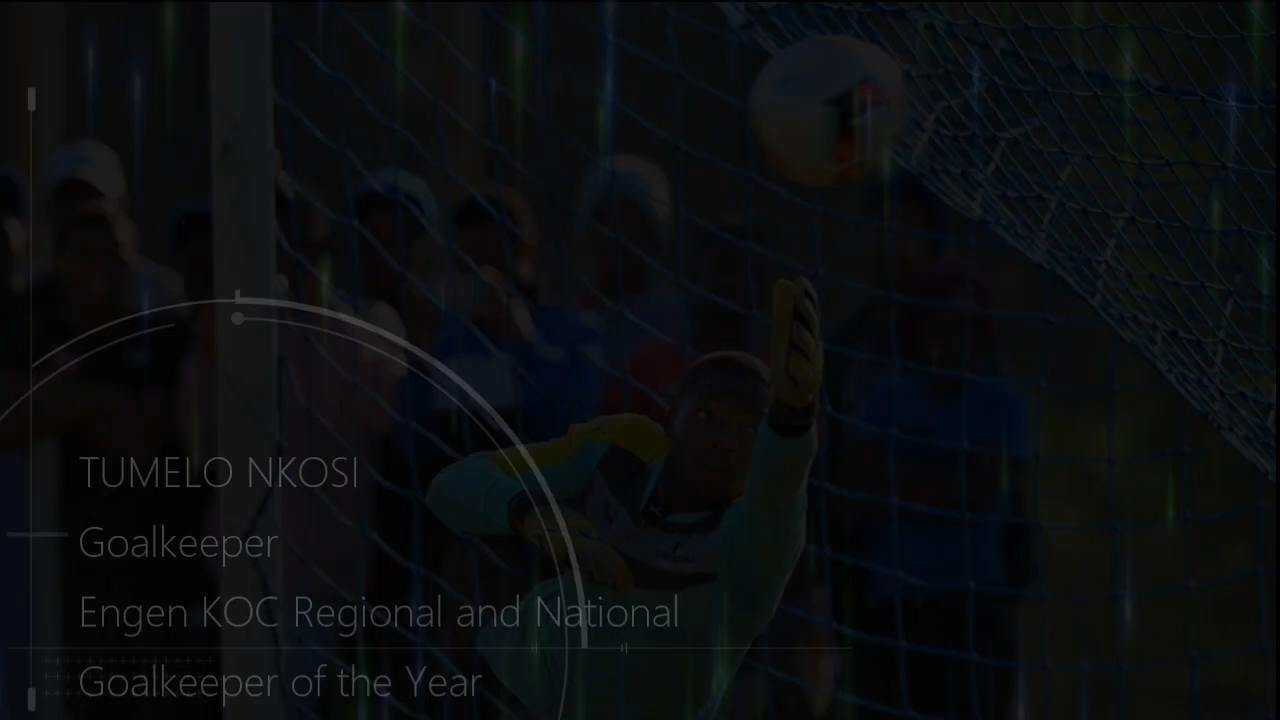 TUMELO NKOSI
Goalkeeper
Engen KOC Regional and National
Goalkeeper of the Year